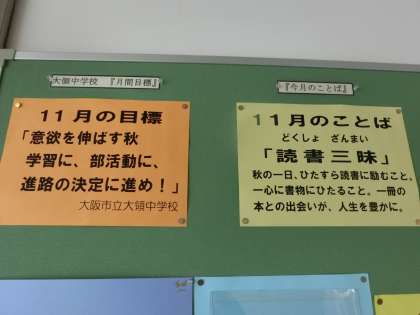 大領中学校 『月間目標』
11月の目標
「意欲を伸ばす秋
学習に、部活動に、
進路の決定に進め！」
大阪市立大領中学校
『今月のことば』
11月のことば
どくしょ ざんまい
「読書三昧」
秋の一日、ひたすら読書に励むこと、
一心に書物にひたること。一冊の
本との出会いが、人生を豊かに。